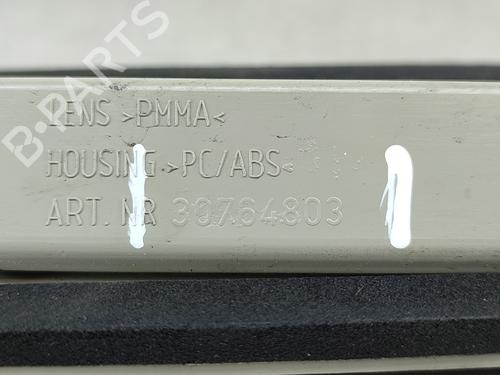 B-PARTS
LENS >PMMA<
HOUSING >PC/ABS<
ART. NR 30764803